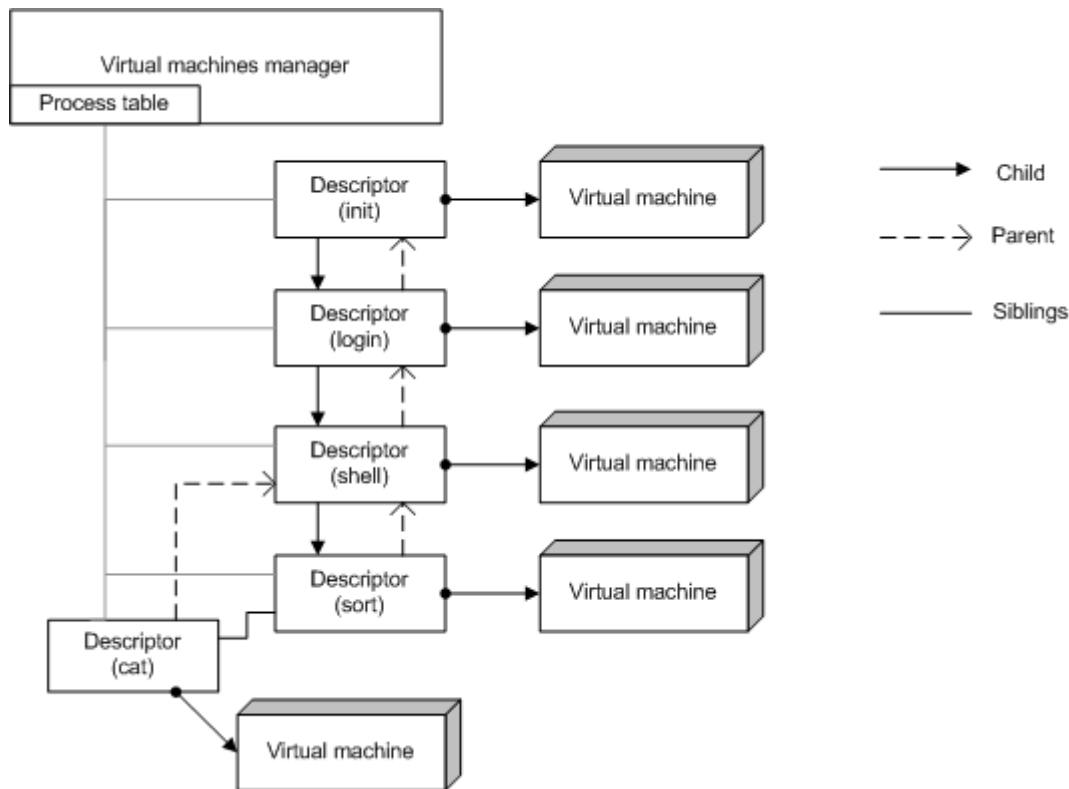 Virtual machines manager
Process table
Descriptor
(init)
Virtual machine
Child
Parent
Siblings
Descriptor
(login)
Virtual machine
Descriptor
(shell)
Virtual machine
Descriptor
(sort)
Virtual machine
Descriptor
(cat)
Virtual machine